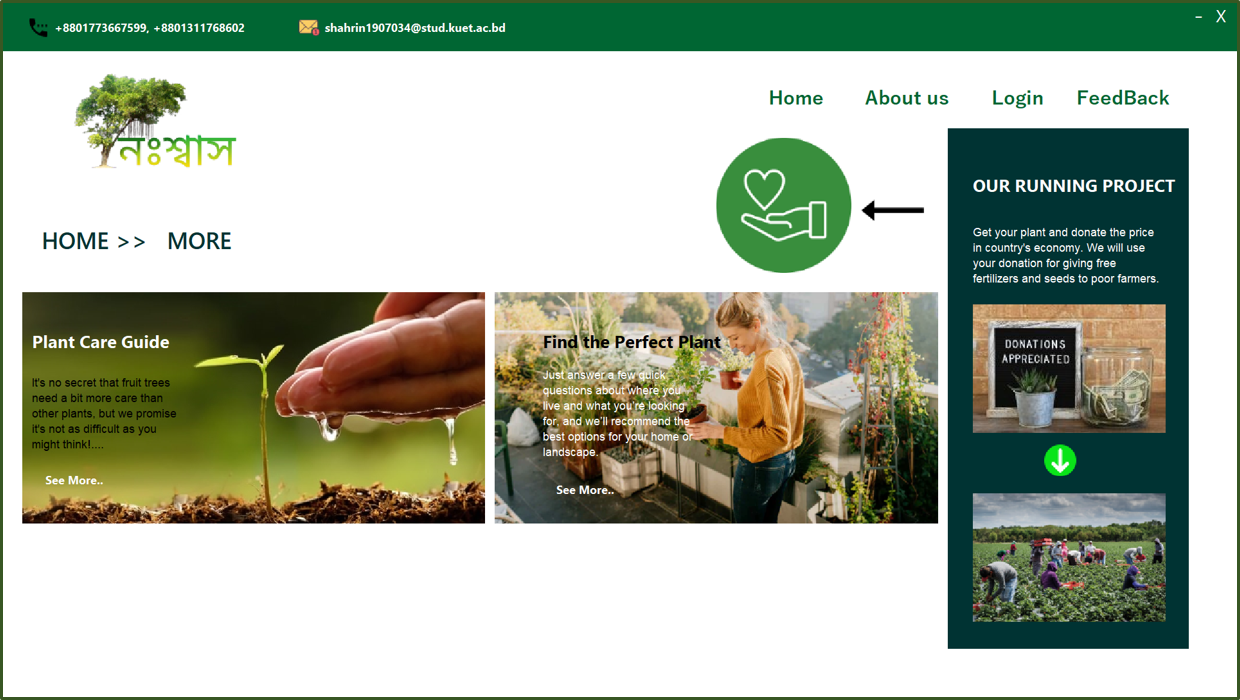 +8801773667599, +8801311768602
shahrin1907034@stud.kuet.ac.bd
– X
নঃশ্বাস
Home About us Login FeedBack
HOME >> MORE
Plant Care Guide
It's no secret that fruit trees
need a bit more care than
other plants, but we promise
it's not as difficult as you
might think!....
See More..
Find the Perfect Plant
Just answer a few quick
questions about where you
live and what you're looking
for, and we'll recommend the
best options for your home or
landscape.
See More..
OUR RUNNING PROJECT
Get your plant and donate the price
in country's economy. We will use
your donation for giving free
fertilizers and seeds to poor farmers.
DONATIONS
APPRECIATED